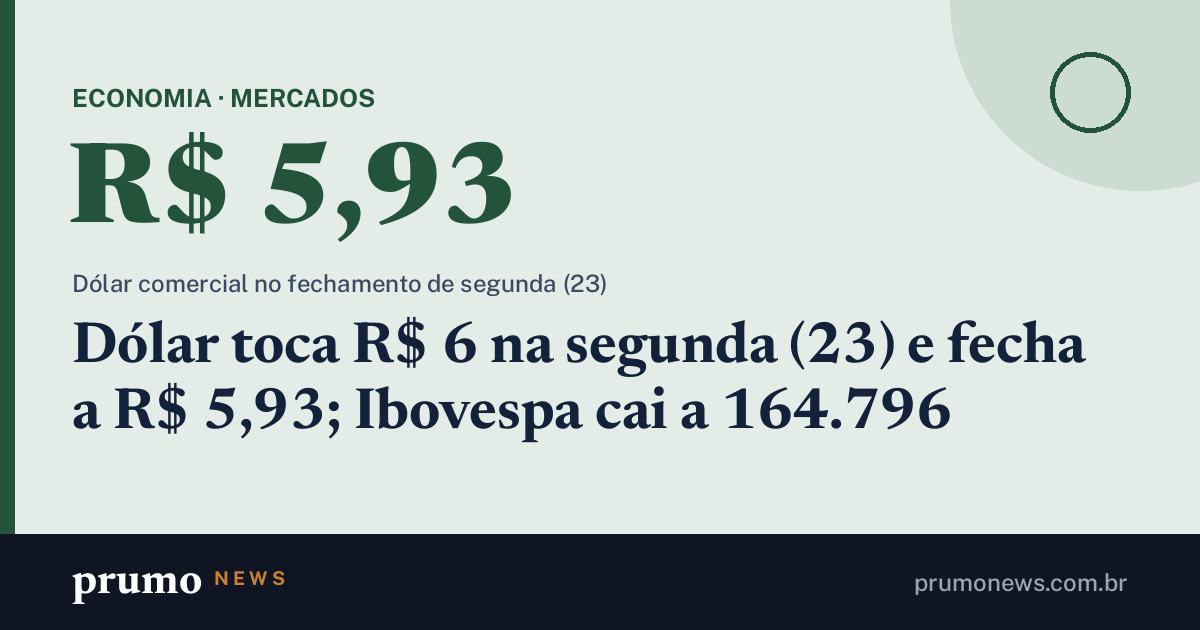 ECONOMIA · MERCADOS
R$ 5,93
Dólar comercial no fechamento de segunda (23)
Dólar toca R$ 6 na segunda (23) e fecha
a R$ 5,93; Ibovespa cai a 164.796
prumo NEWS
prumonews.com.br